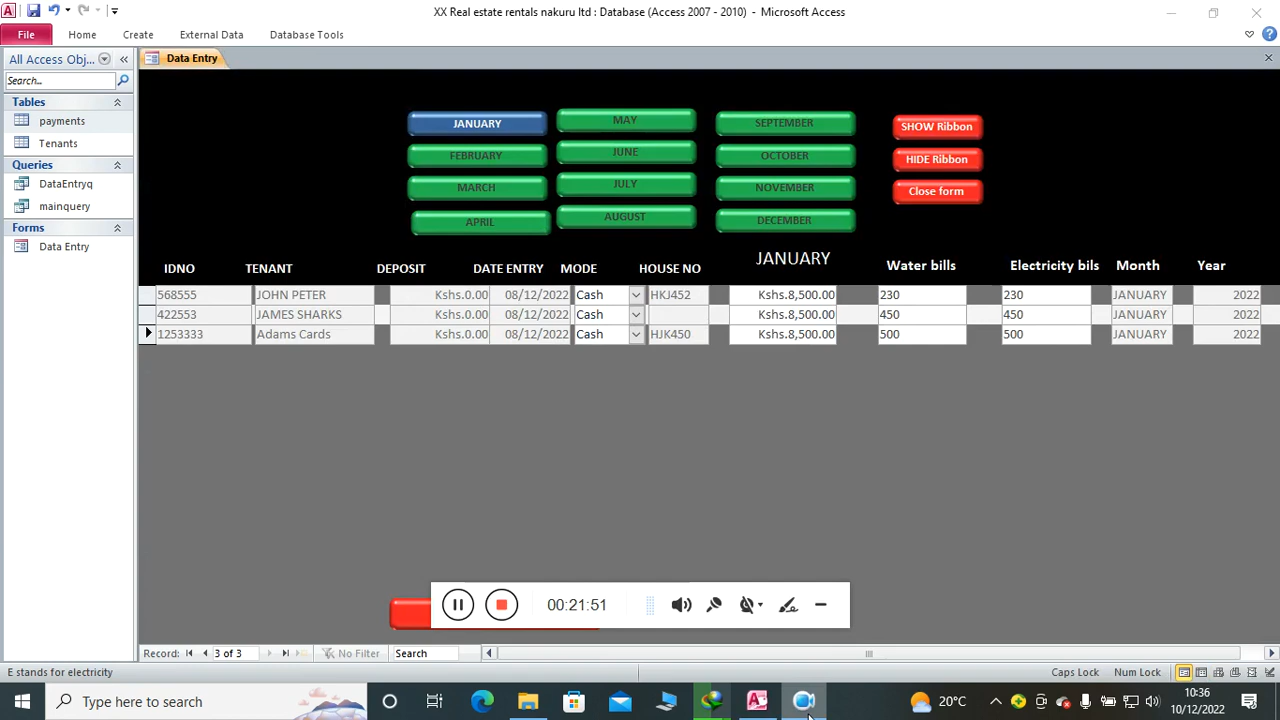 XX Real estate rentals nakuru ltd : Database (Access 2007 - 2010) - Microsoft Access
File Home Create External Data Database Tools
All Access Obj... Data Entry
Search...
Tables
payments
Tenants
Queries
DataEntryq
mainquery
Forms
Data Entry
JANUARY MAY SEPTEMBER SHOW Ribbon
FEBRUARY JUNE OCTOBER HIDE Ribbon
MARCH JULY NOVEMBER Close form
APRIL AUGUST DECEMBER
IDNO TENANT DEPOSIT DATE ENTRY MODE HOUSE NO JANUARY Water bills Electricity bils Month Year
568555 JOHN PETER Kshs.0.00 08/12/2022 Cash HKJ452 Kshs.8,500.00 230 230 JANUARY 2022
422553 JAMES SHARKS Kshs.0.00 08/12/2022 Cash Kshs.8,500.00 450 450 JANUARY 2022
1253333 Adams Cards Kshs.0.00 08/12/2022 Cash HJK450 Kshs.8,500.00 500 500 JANUARY 2022
00:21:51
Record: 3 of 3 No Filter Search
E stands for electricity Caps Lock Num Lock
Type here to search 20°C 10:36
10/12/2022